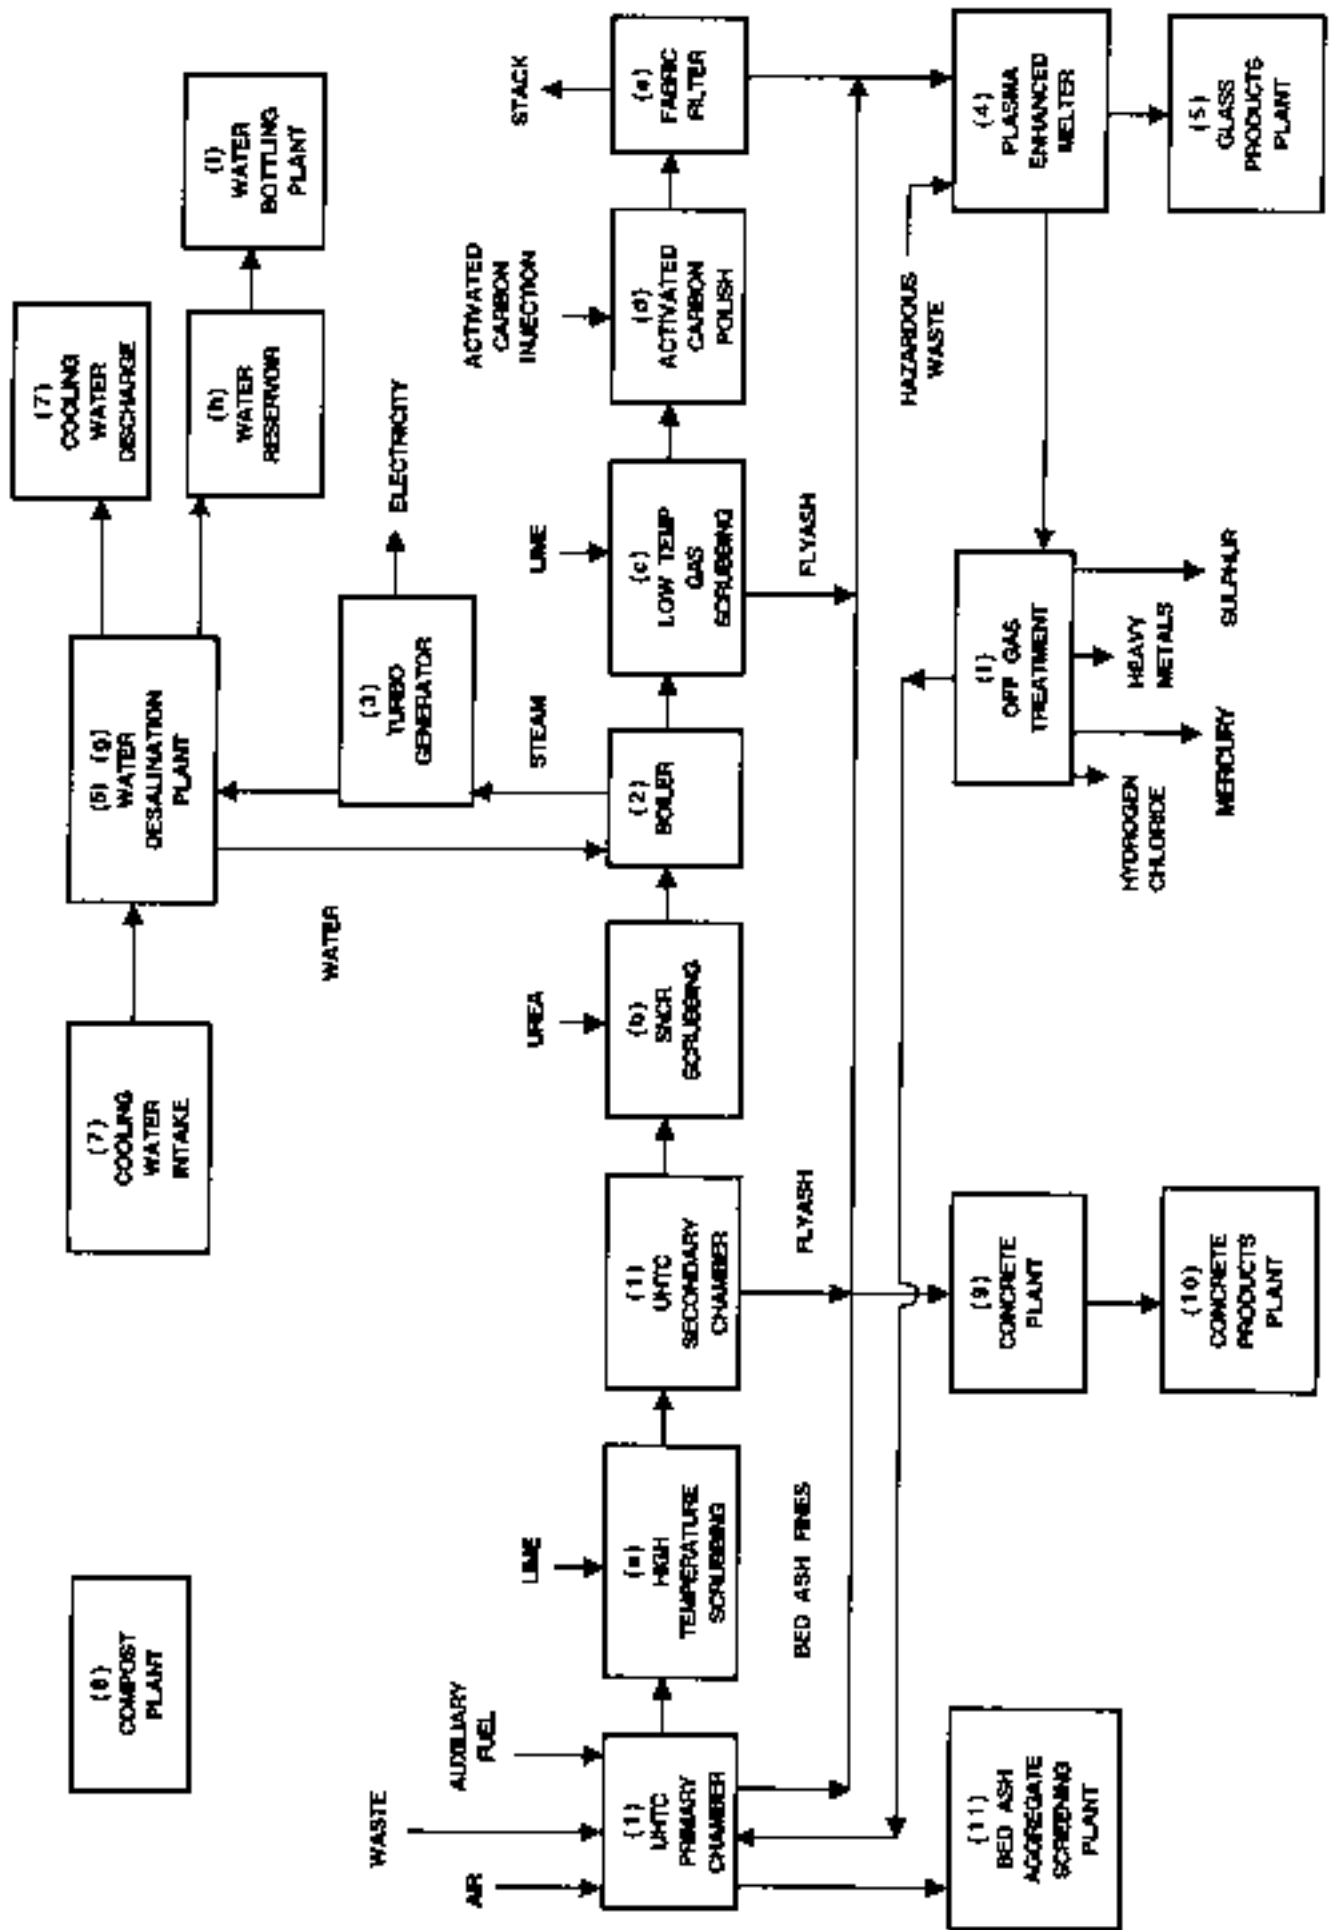 (8)
COMPOST
PLANT
(7)
COOLING
WATER
INTAKE
(6) (g)
WATER
DESALINATION
PLANT
(7)
COOLING
WATER
DISCHARGE
(h)
WATER
RESERVOIR
(i)
WATER
BOTTLING
PLANT
WATER
(3)
TURBO
GENERATOR
ELECTRICITY
STEAM
AIR
WASTE
AUXILIARY
FUEL
LIME
UREA
LIME
ACTIVATED
CARBON
INJECTION
STACK
(1)
UHTC
PRIMARY
CHAMBER
(a)
HIGH
TEMPERATURE
SCRUBBING
(1)
UHTC
SECONDARY
CHAMBER
(b)
SNCR
SCRUBBING
(2)
BOILER
(c)
LOW TEMP
GAS
SCRUBBING
(d)
ACTIVATED
CARBON
POLISH
(e)
FABRIC
FILTER
BED ASH FINES
FLYASH
FLYASH
HAZARDOUS
WASTE
(11)
BED ASH
AGGREGATE
SCREENING
PLANT
(9)
CONCRETE
PLANT
(10)
CONCRETE
PRODUCTS
PLANT
(f)
OFF GAS
TREATMENT
HYDROGEN
CHLORIDE
MERCURY
HEAVY
METALS
SULPHUR
(4)
PLASMA
ENHANCED
MELTER
(5)
GLASS
PRODUCTS
PLANT